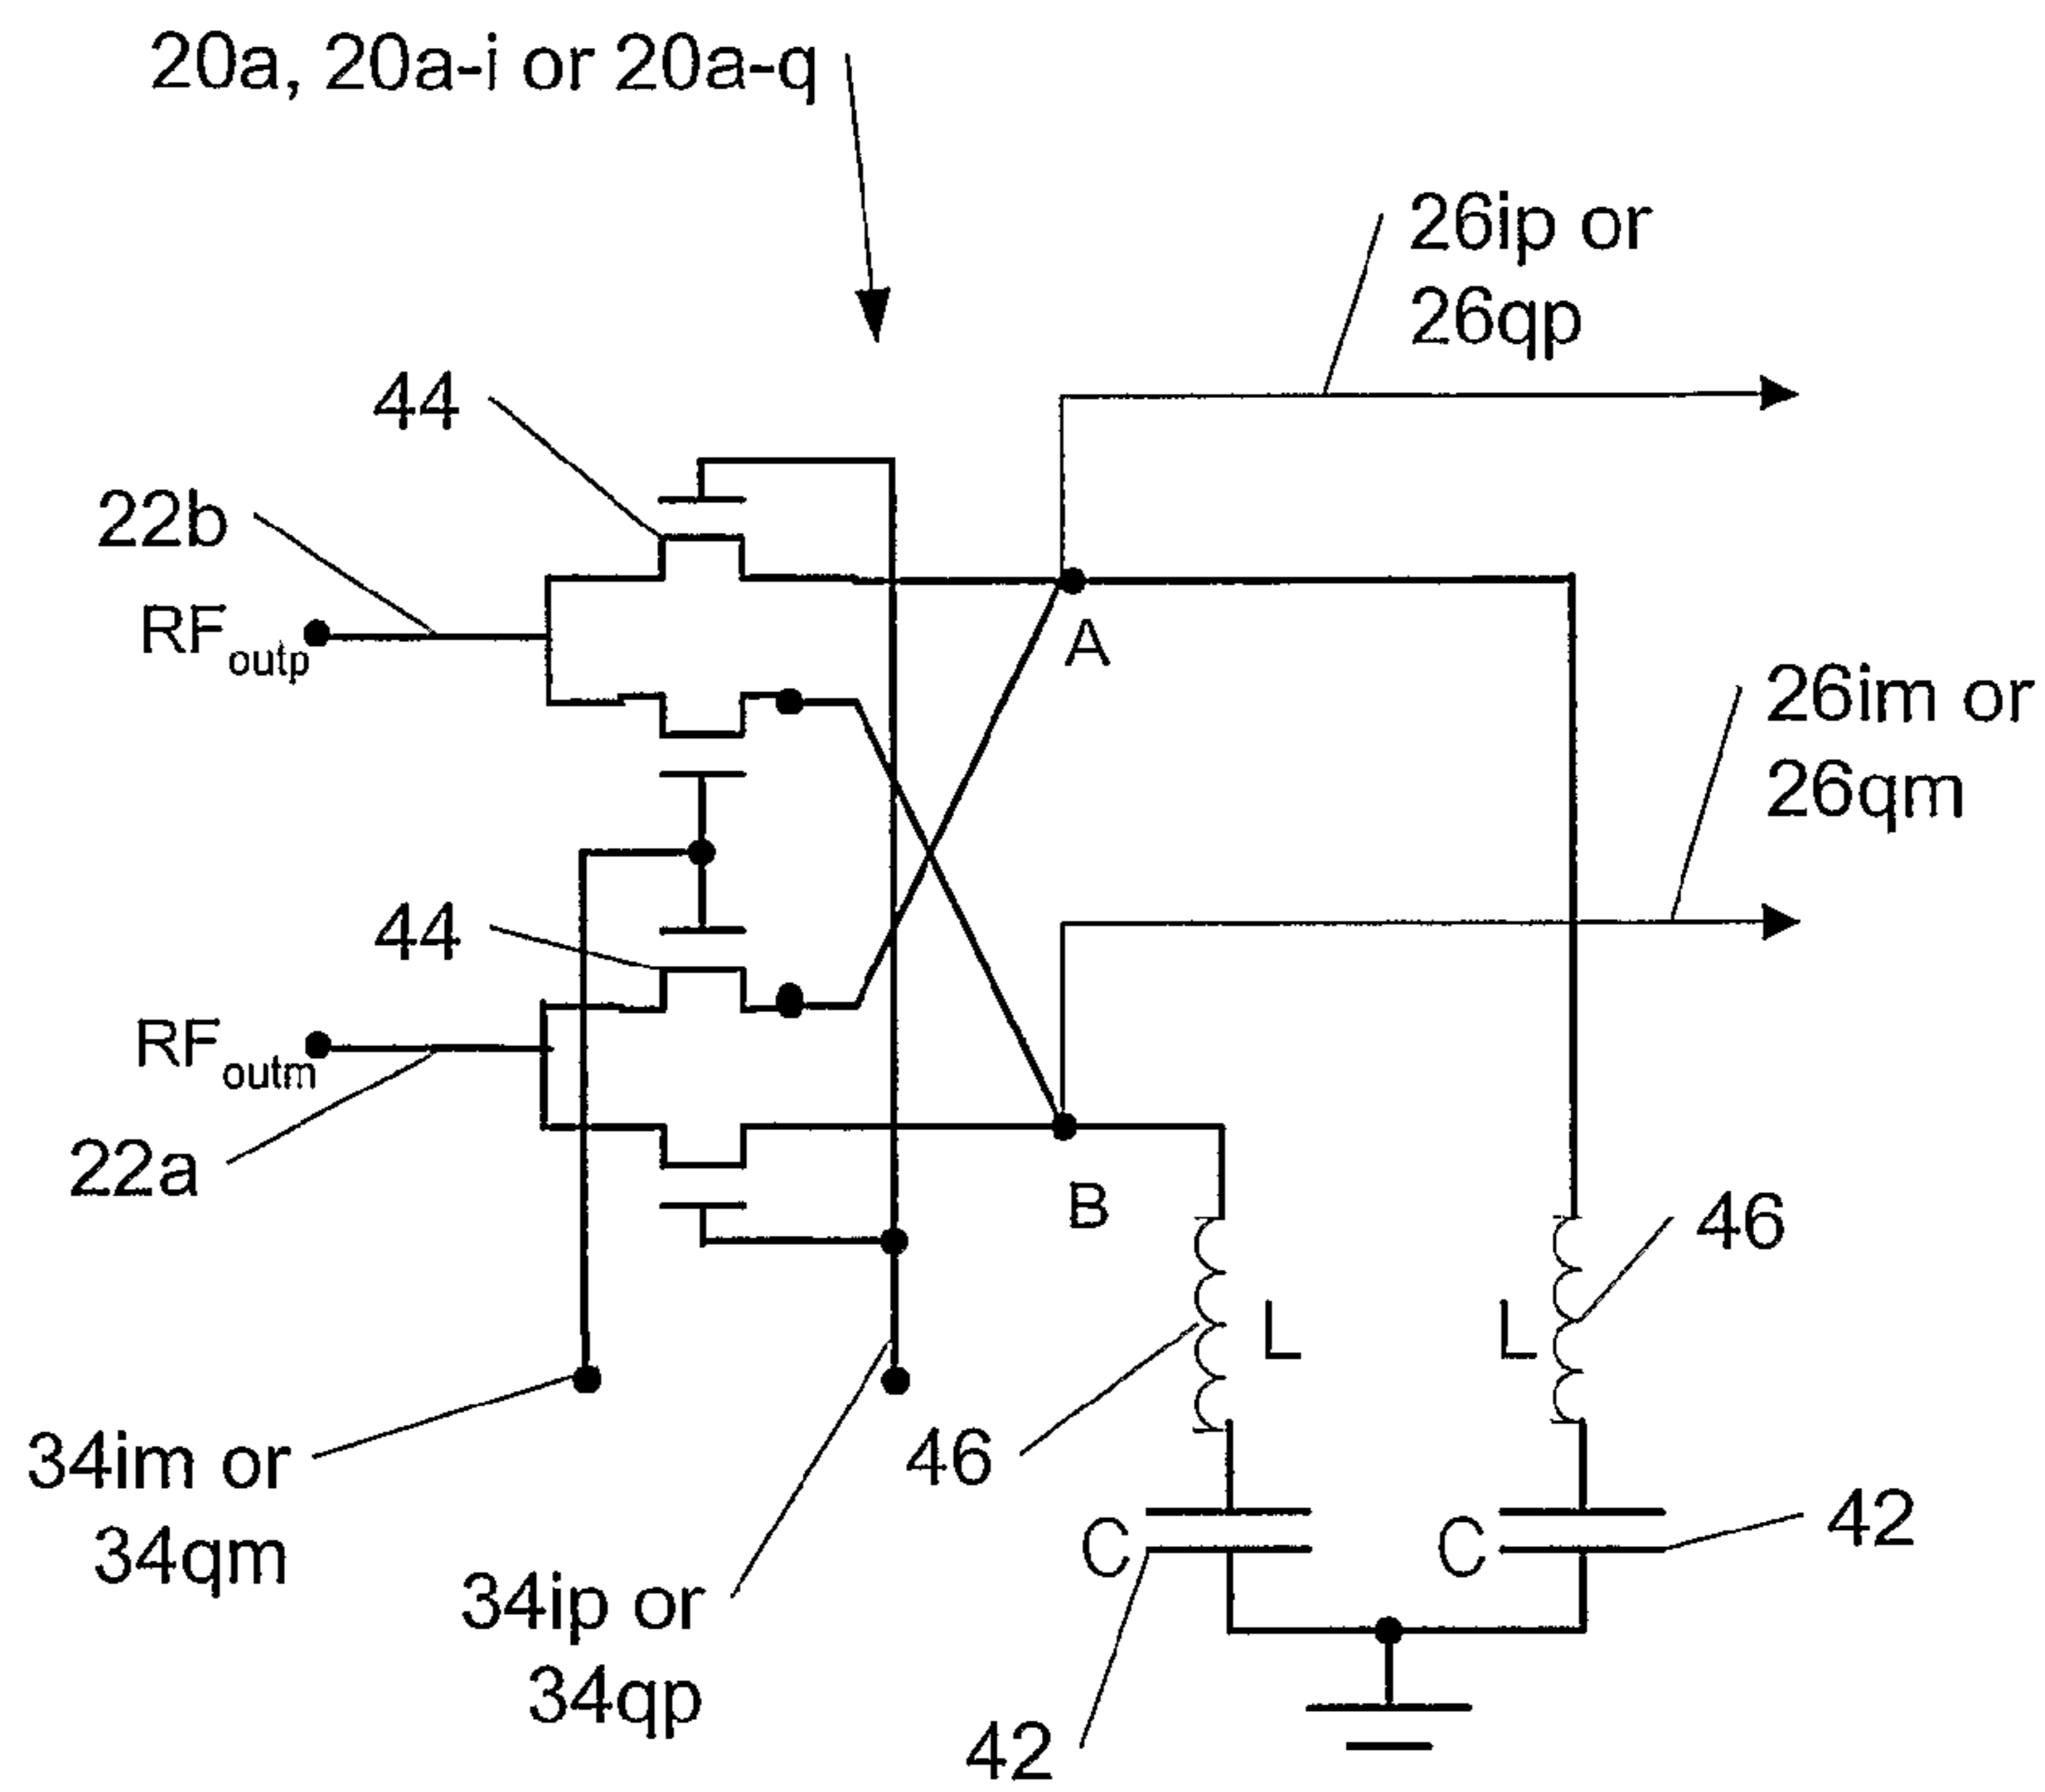 20a, 20a-i or 20a-q
26ip or
26qp
44
22b
RFoutp
A
26im or
26qm
44
RFoutm
22a
B
46
L
L
34im or
34qm
46
C
C
42
34ip or
34qp
42